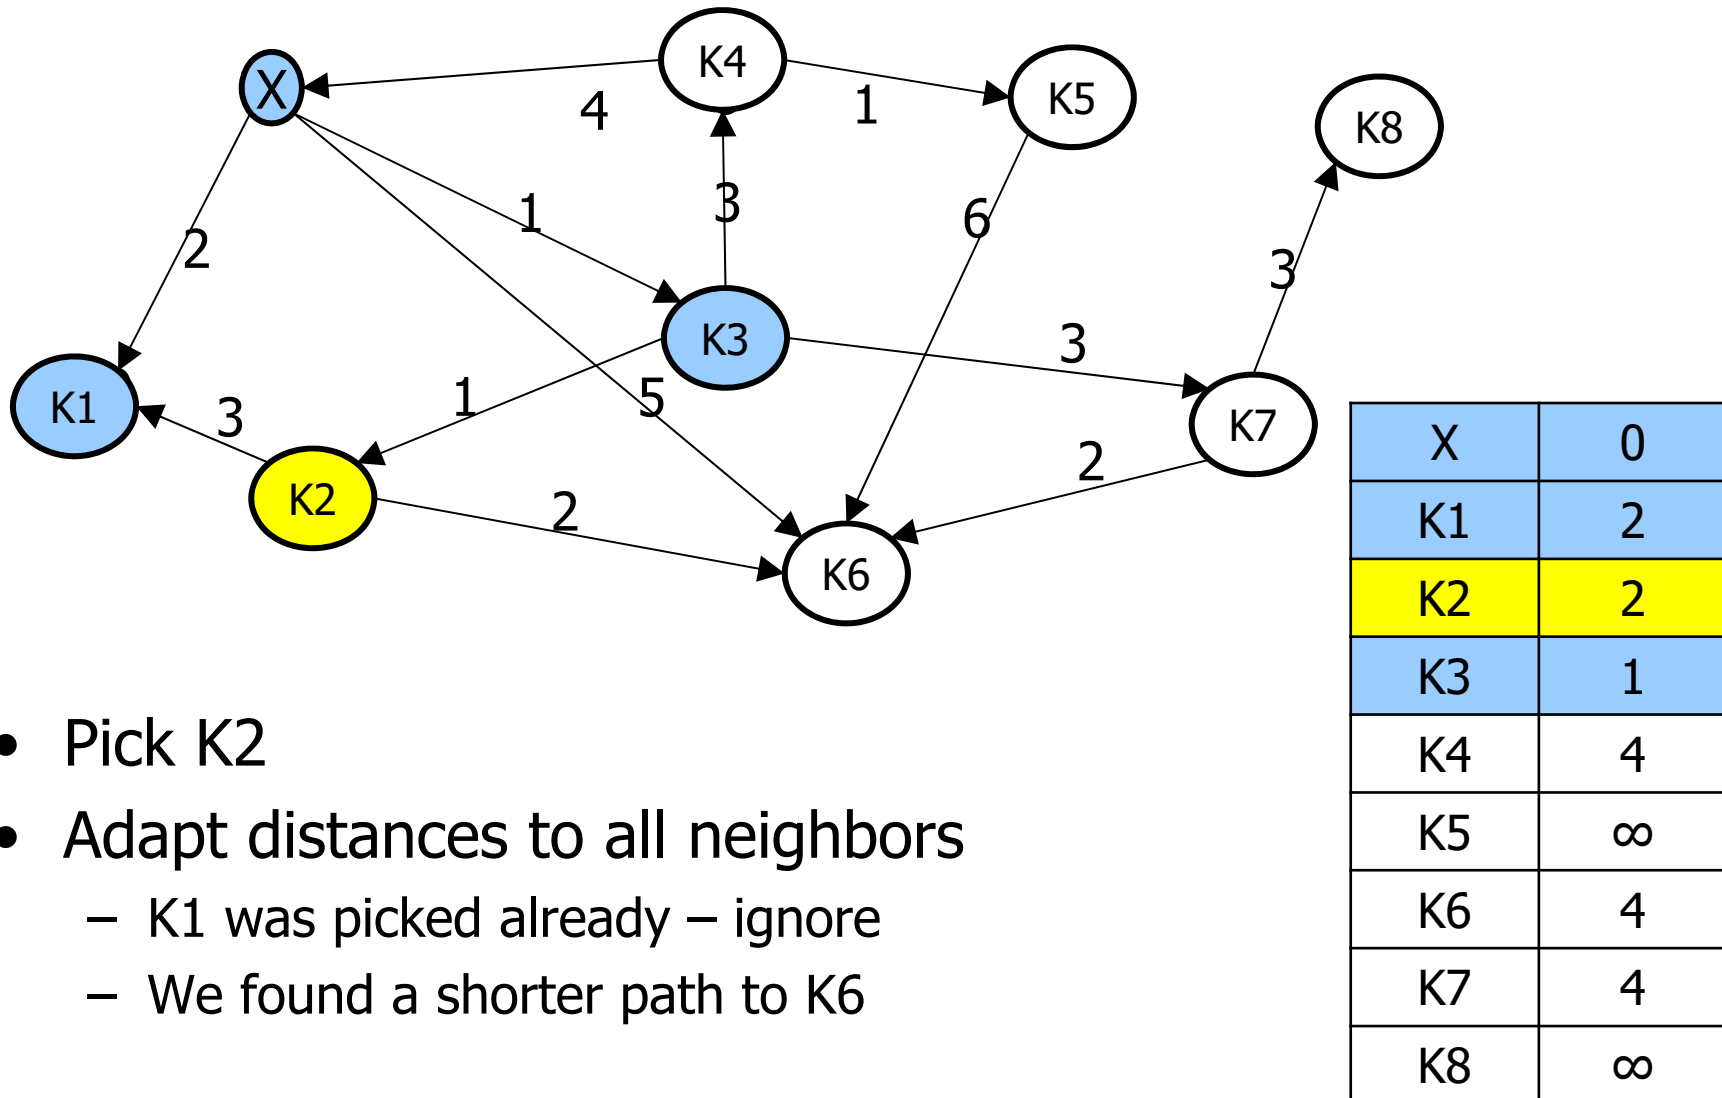 X
K4
K5
K8
4
1
1
3
6
2
3
K3
3
K1
3
1
5
K7
K2
2
2
K6
X 0
K1 2
K2 2
K3 1
K4 4
K5 ∞
K6 4
K7 4
K8 ∞
• Pick K2
• Adapt distances to all neighbors
– K1 was picked already – ignore
– We found a shorter path to K6